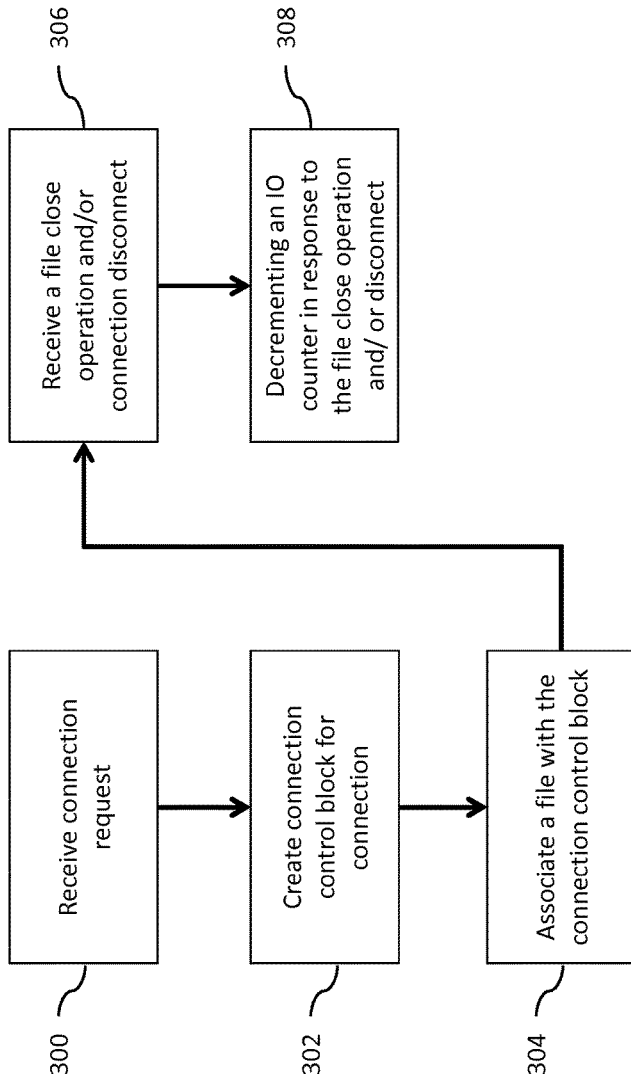 300
Receive connection
request
302
Create connection
control block for
connection
304
Associate a file with the
connection control block
306
Receive a file close
operation and/or
connection disconnect
308
Decrementing an IO
counter in response to
the file close operation
and/ or disconnect